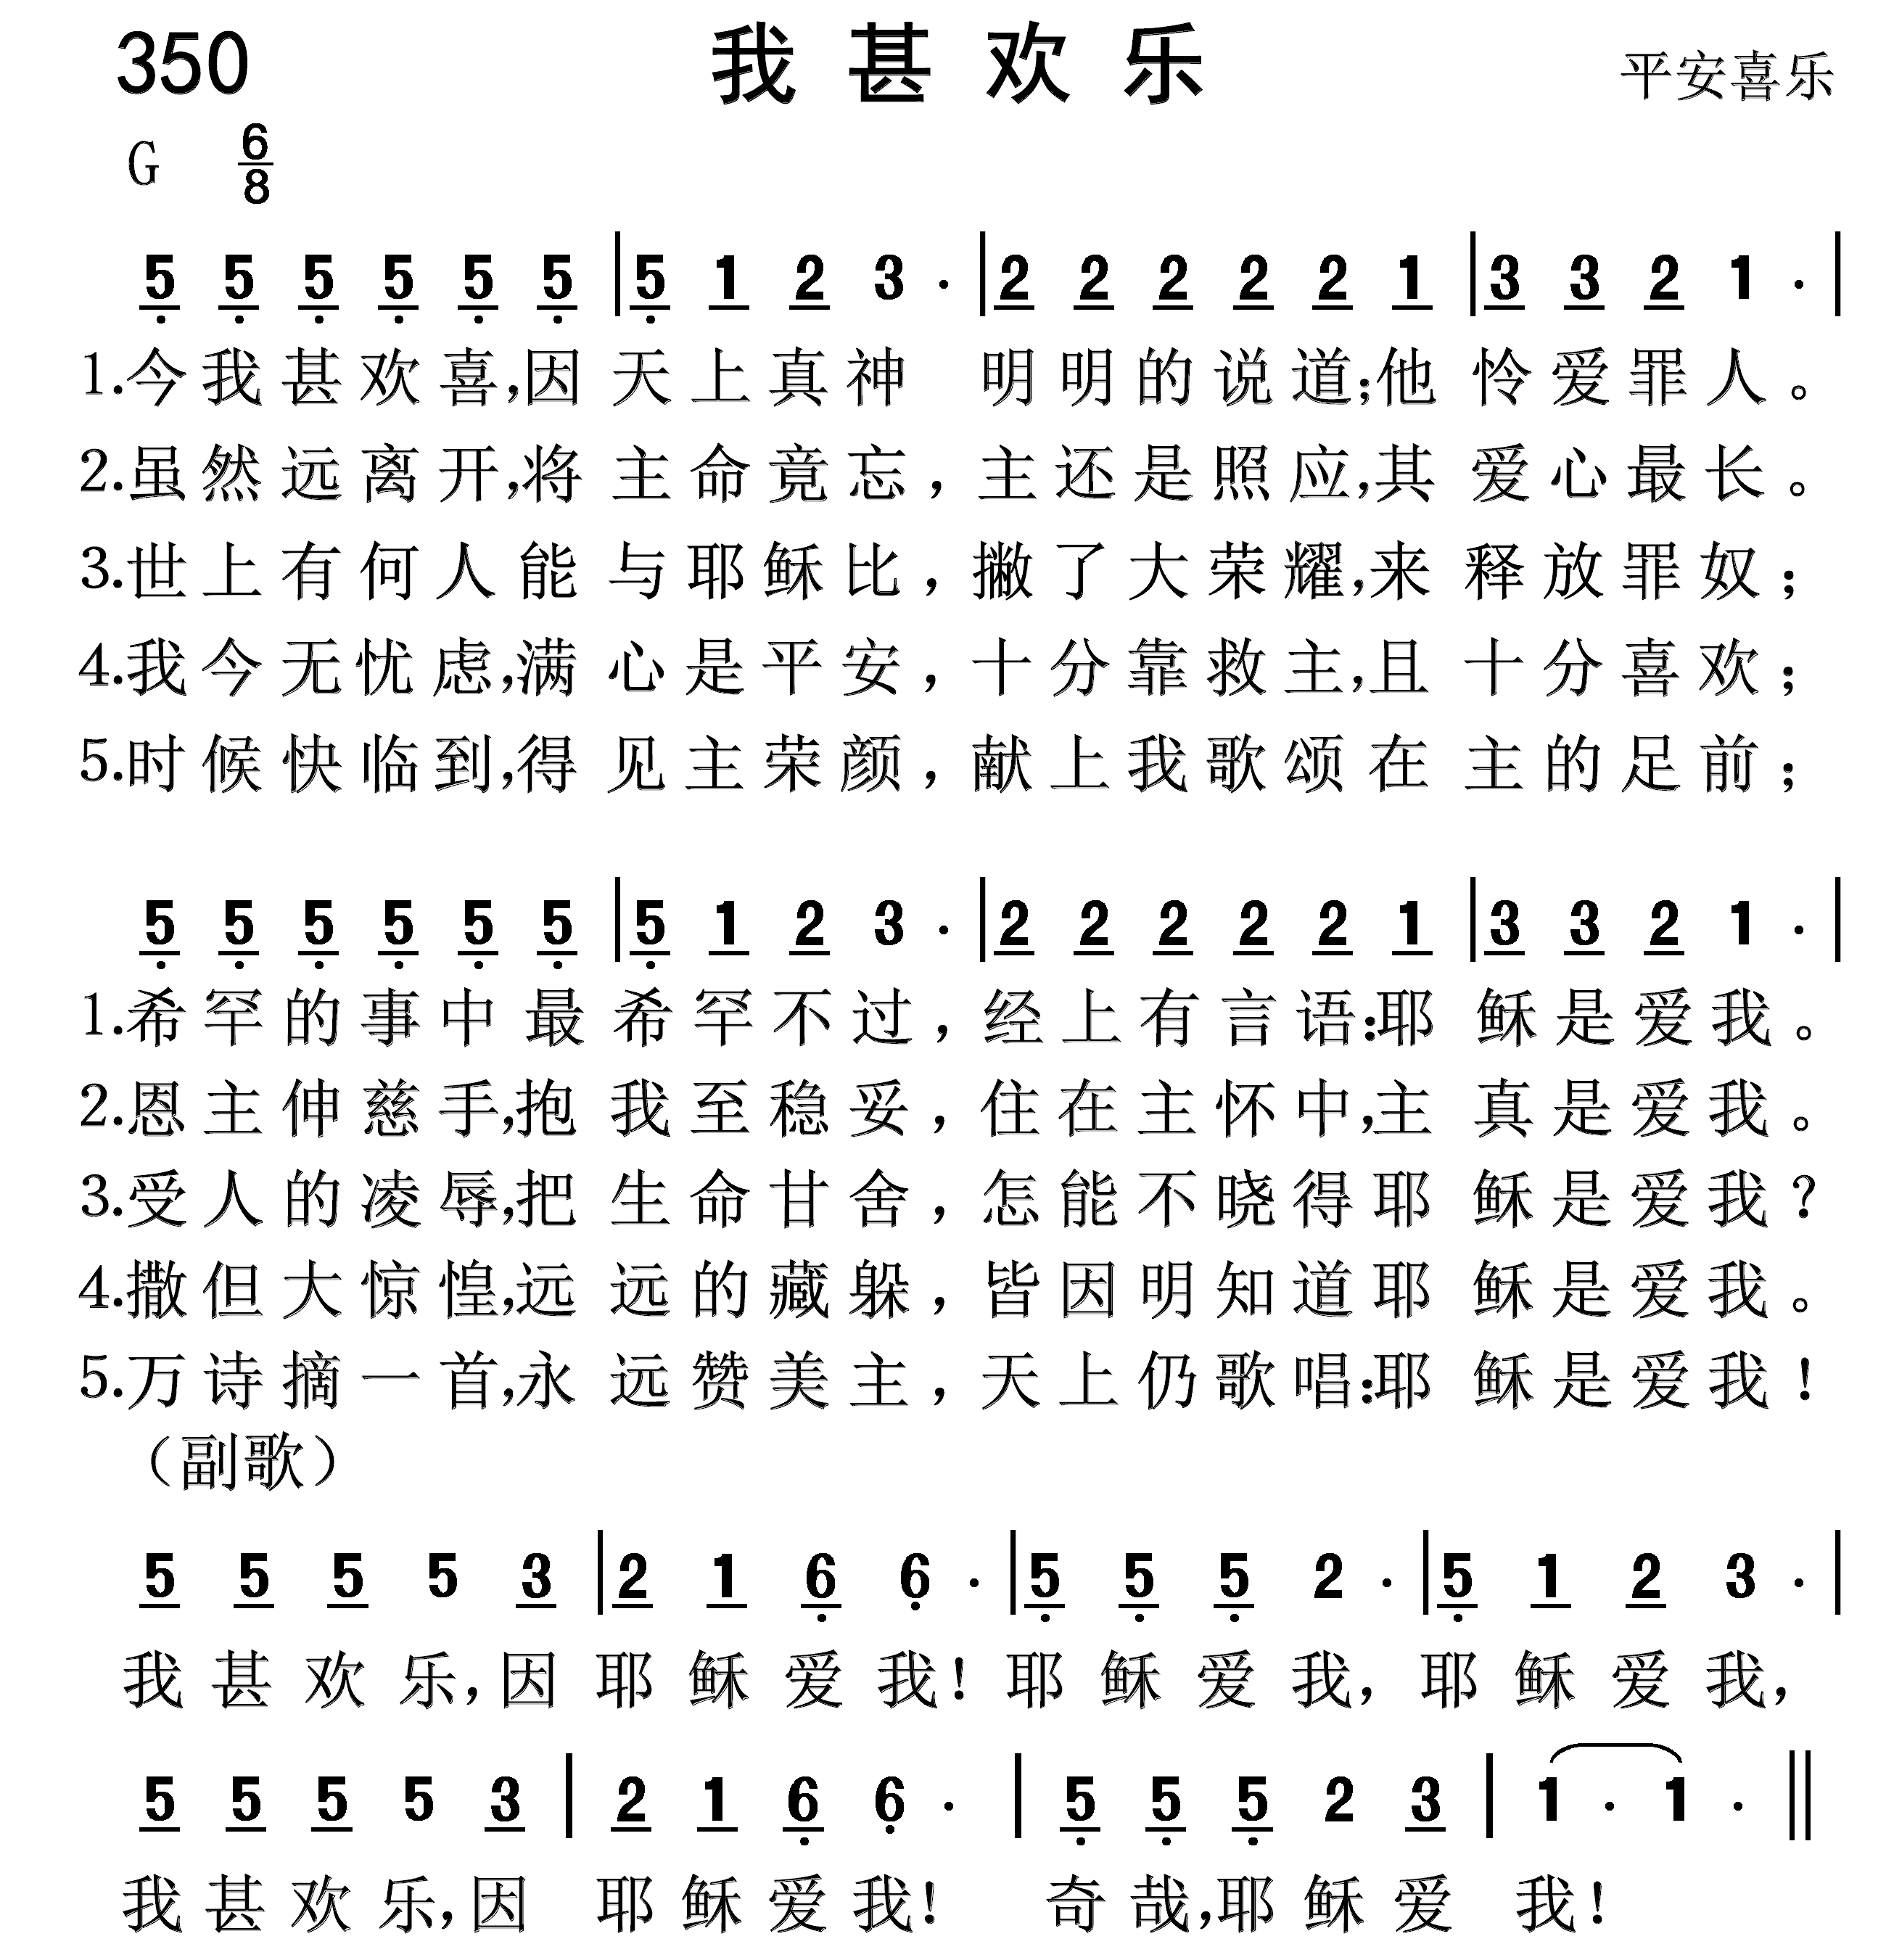 350 我甚欢乐 平安喜乐
G 6/8
5 5 5 5 5 5 | 5 1 2 3 · | 2 2 2 2 2 1 | 3 3 2 1 · |
1.今我甚欢喜,因天上真神 明明的说道;他怜爱罪人。
2.虽然远离开,将主命竟忘,主还是照应,其爱心最长。
3.世上有何人能与耶稣比,撇了大荣耀,来释放罪奴;
4.我今无忧虑,满心是平安,十分靠救主,且十分喜欢;
5.时候快临到,得见主荣颜,献上我歌颂在主的足前;
5 5 5 5 5 5 | 5 1 2 3 · | 2 2 2 2 2 1 | 3 3 2 1 · |
1.希罕的事中最希罕不过,经上有言语:耶稣是爱我。
2.恩主伸慈手,抱我至稳妥,住在主怀中,主真是爱我。
3.受人的凌辱,把生命甘舍,怎能不晓得耶稣是爱我?
4.撒但大惊惶,远远的藏躲,皆因明知道耶稣是爱我。
5.万诗摘一首,永远赞美主,天上仍歌唱:耶稣是爱我!
（副歌）
5 5 5 5 3 | 2 1 6 6 · | 5 5 5 2 · | 5 1 2 3 · |
我甚欢乐,因耶稣爱我!耶稣爱我,耶稣爱我,
5 5 5 5 3 | 2 1 6 6 · | 5 5 5 2 3 | 1 · 1 · ||
我甚欢乐,因耶稣爱我!奇哉,耶稣爱我!